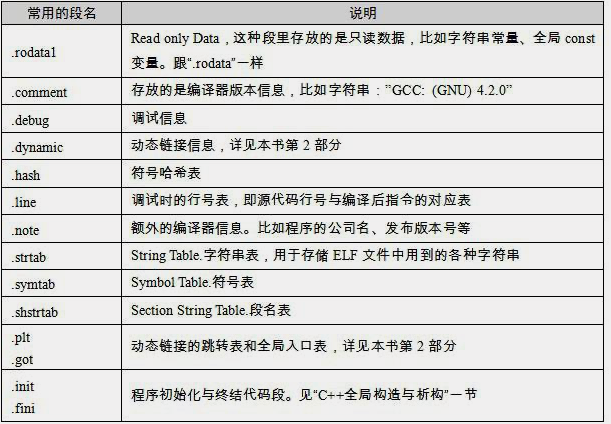 常用的段名 说明
.rodata1 Read only Data，这种段里存放的是只读数据，比如字符串常量、全局 const
变量。跟“.rodata”一样
.comment 存放的是编译器版本信息，比如字符串：”GCC: (GNU) 4.2.0”
.debug 调试信息
.dynamic 动态链接信息，详见本书第 2 部分
.hash 符号哈希表
.line 调试时的行号表，即源代码行号与编译后指令的对应表
.note 额外的编译器信息。比如程序的公司名、发布版本号等
.strtab String Table.字符串表，用于存储 ELF 文件中用到的各种字符串
.symtab Symbol Table.符号表
.shstrtab Section String Table.段名表
.plt
.got 动态链接的跳转表和全局入口表，详见本书第 2 部分
.init
.fini 程序初始化与终结代码段。见“C++全局构造与析构”一节